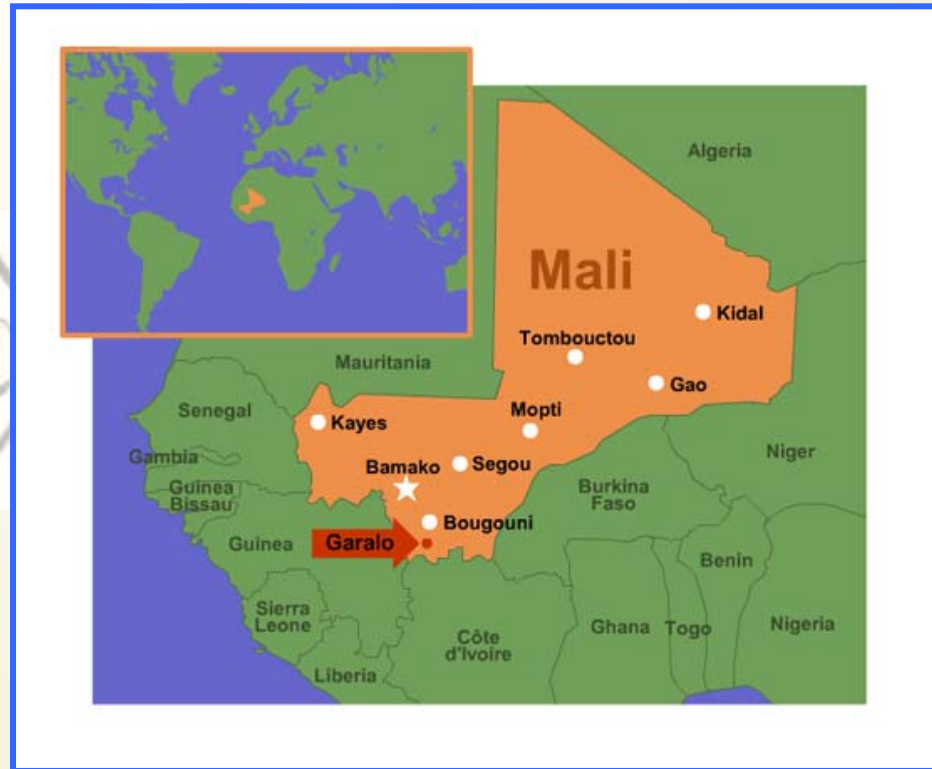 Algeria
Mali
Kidal
Tombouctou
Mauritania
Gao
Mopti
Senegal
Kayes
Niger
Gambia
Bamako
Segou
Guinea
Bissau
Burkina
Faso
Bougouni
Guinea
Garalo
Benin
Sierra
Leone
Ghana
Togo
Nigeria
Côte
d'Ivoire
Liberia